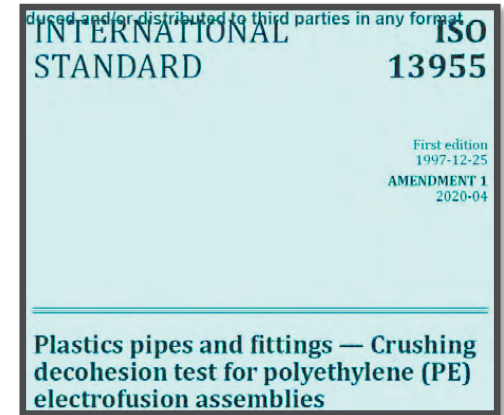 duced and/or distributed to third parties in any format
INTERNATIONAL STANDARD
ISO 13955
First edition
1997-12-25
AMENDMENT 1
2020-04
Plastics pipes and fittings — Crushing
decohesion test for polyethylene (PE)
electrofusion assemblies